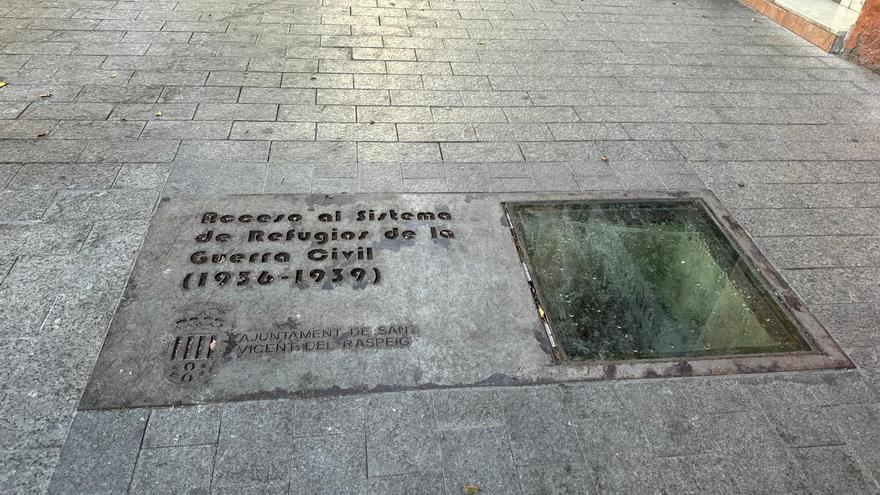 Acceso al Sistema
de Refugios de la
Guerra Civil
(1936-1939)
AJUNTAMENT DE SANT
VICENT DEL RASPEIG